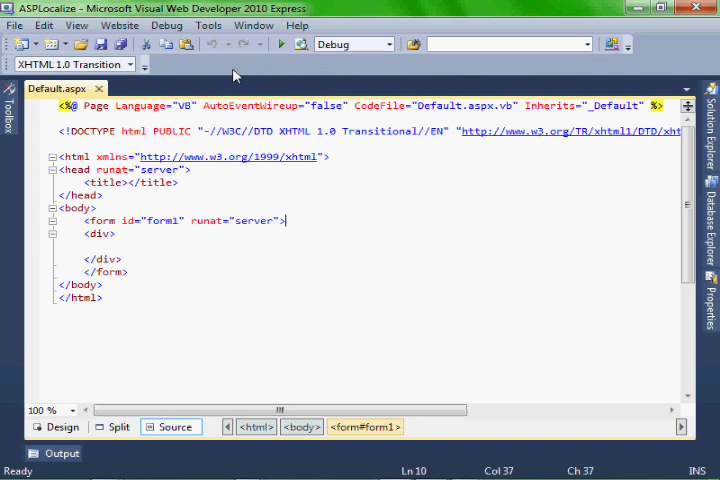 ASPLocalize - Microsoft Visual Web Developer 2010 Express
File Edit View Website Debug Tools Window Help
Debug
XHTML 1.0 Transition
Default.aspx
Toolbox
Solution Explorer
Database Explorer
Properties
<%@ Page Language="VB" AutoEventWireup="false" CodeFile="Default.aspx.vb" Inherits="_Default" %>
<!DOCTYPE html PUBLIC "-//W3C//DTD XHTML 1.0 Transitional//EN" "http://www.w3.org/TR/xhtml1/DTD/xht
<html xmlns="http://www.w3.org/1999/xhtml">
<head runat="server">
<title></title>
</head>
<body>
<form id="form1" runat="server">
<div>
</div>
</form>
</body>
</html>
100 %
Design Split Source <html> <body> <form#form1>
Output
Ready Ln 10 Col 37 Ch 37 INS